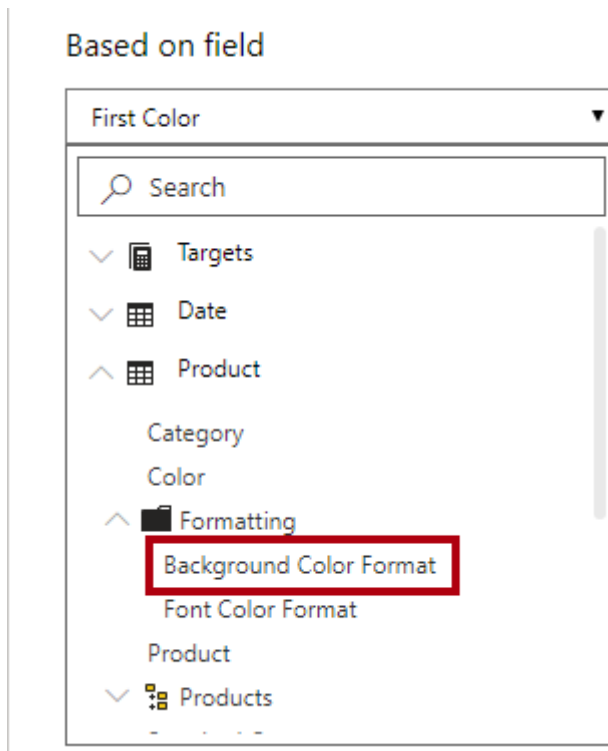 Based on field
First Color
Search
Targets
Date
Product
Category
Color
Formatting
Background Color Format
Font Color Format
Product
Products